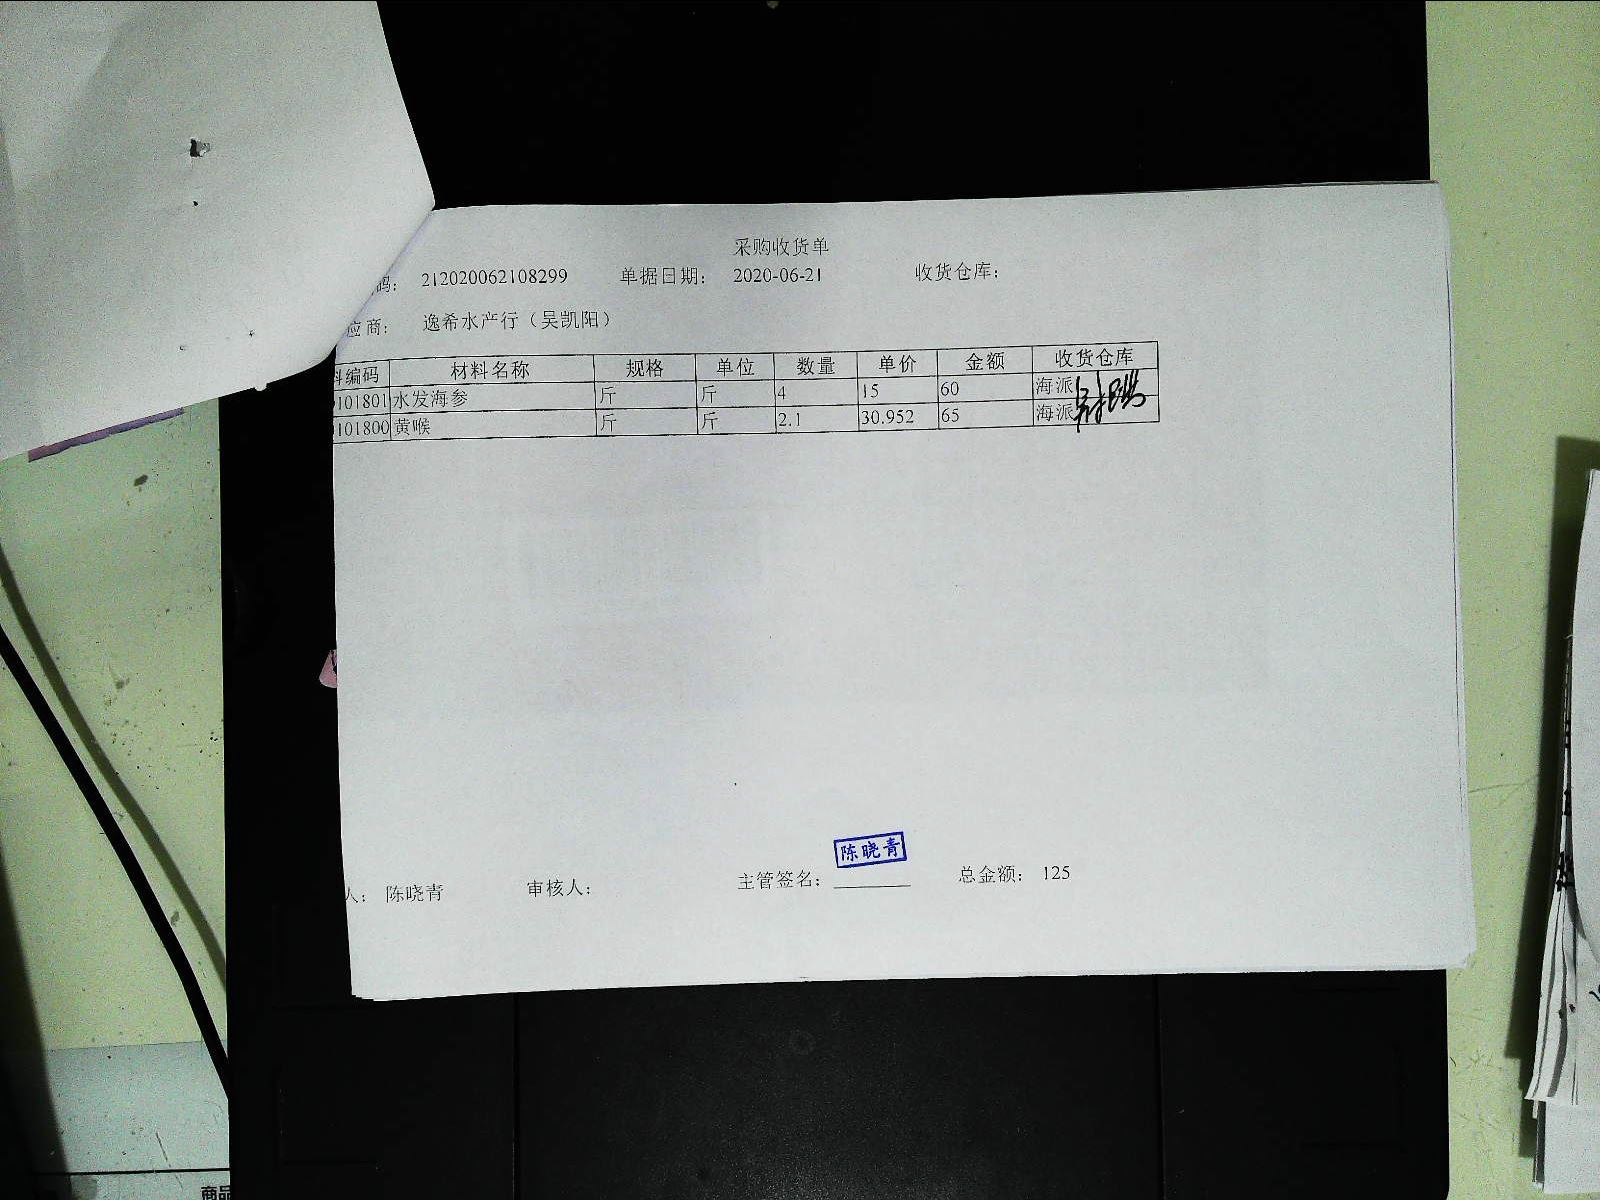 采购收货单
码： 212020062108299 单据日期： 2020-06-21 收货仓库：
应商： 逸希水产行（吴凯阳）
料编码 材料名称 规格 单位 数量 单价 金额 收货仓库
101801 水发海参 斤 斤 4 15 60 海派
101800 黄喉 斤 斤 2.1 30.952 65 海派
陈晓青
人： 陈晓青 审核人： 主管签名： 总金额： 125
商品